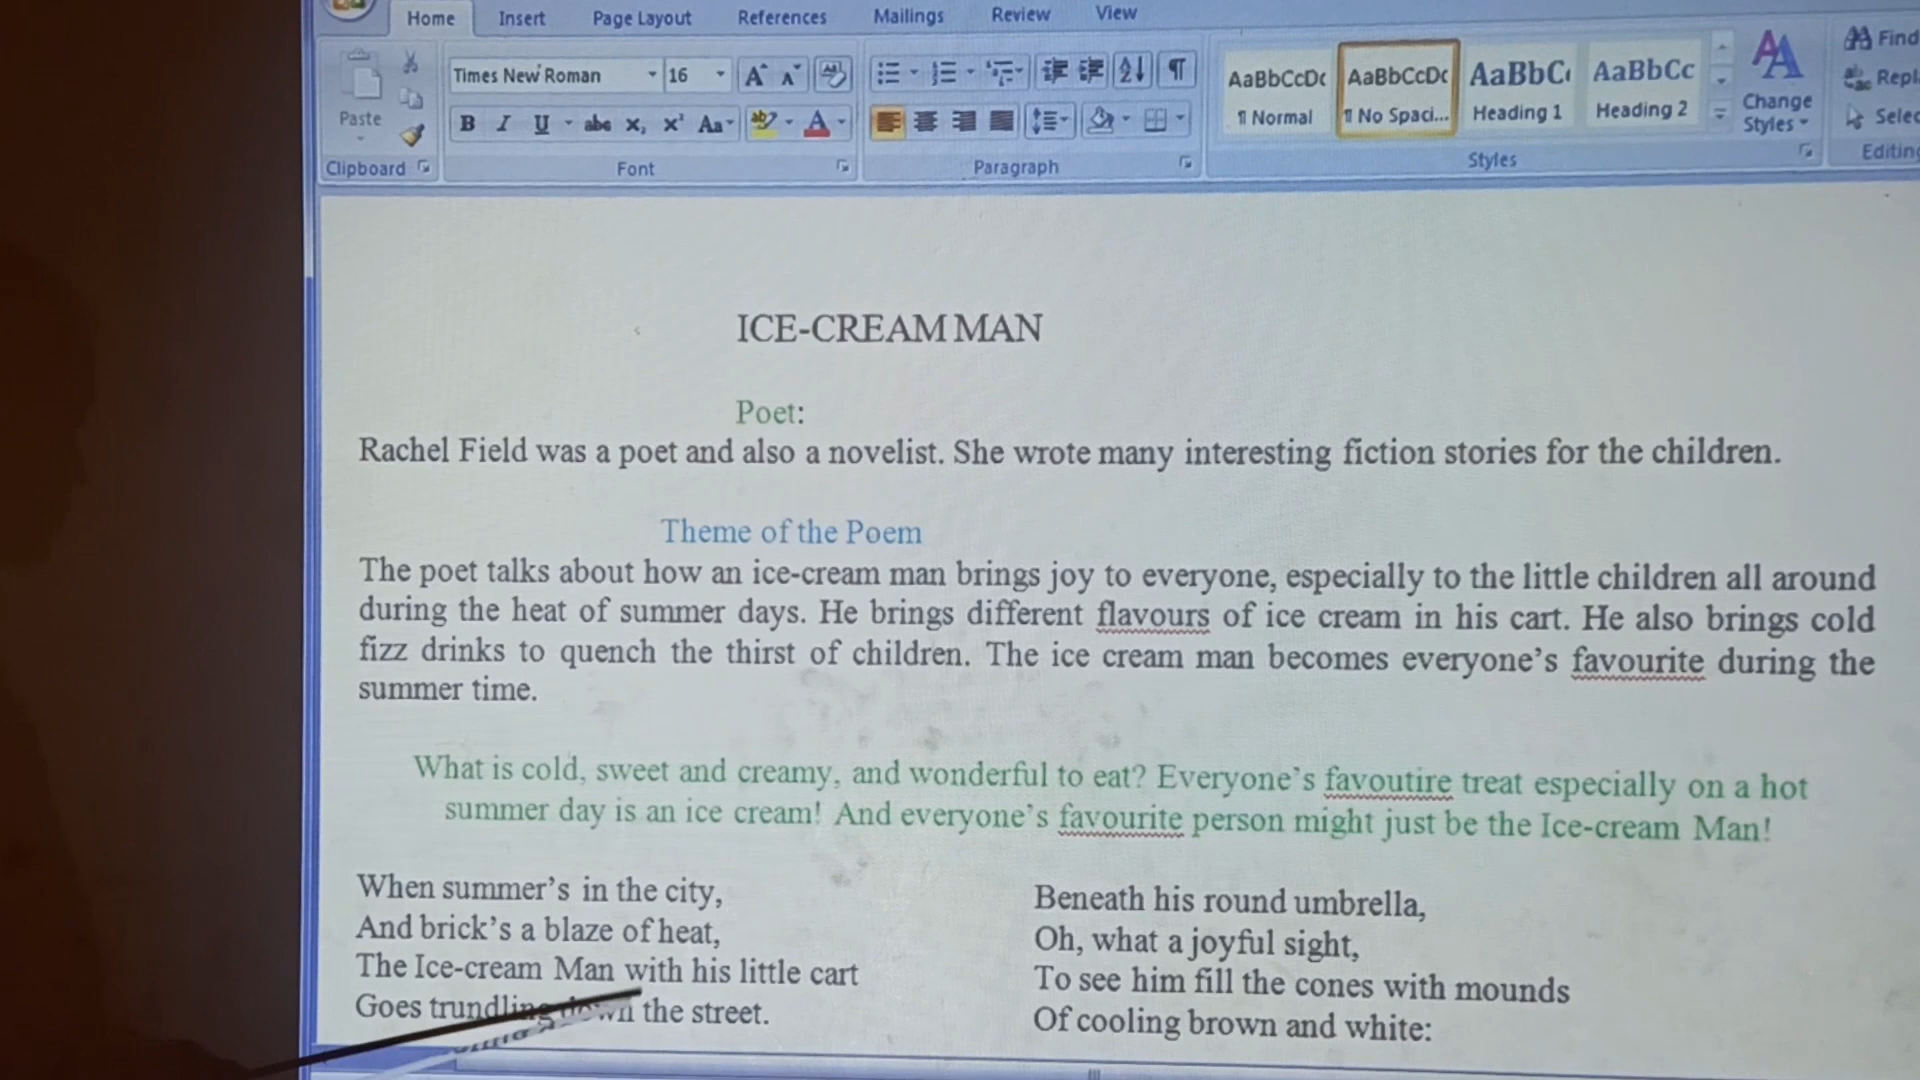 Home Insert Page Layout References Mailings Review View
Times New Roman 16
AaBbCcDc AaBbCcDc AaBbC AaBbCc
Paste
¶ Normal ¶ No Spaci... Heading 1 Heading 2
Change
Styles
Find
Repl
Selec
Clipboard Font Paragraph Styles Editing
ICE-CREAM MAN
Poet:
Rachel Field was a poet and also a novelist. She wrote many interesting fiction stories for the children.
Theme of the Poem
The poet talks about how an ice-cream man brings joy to everyone, especially to the little children all around
during the heat of summer days. He brings different flavours of ice cream in his cart. He also brings cold
fizz drinks to quench the thirst of children. The ice cream man becomes everyone's favourite during the
summer time.
What is cold, sweet and creamy, and wonderful to eat? Everyone's favoutire treat especially on a hot
summer day is an ice cream! And everyone's favourite person might just be the Ice-cream Man!
When summer's in the city,
And brick's a blaze of heat,
The Ice-cream Man with his little cart
Goes trundling down the street.
Beneath his round umbrella,
Oh, what a joyful sight,
To see him fill the cones with mounds
Of cooling brown and white: